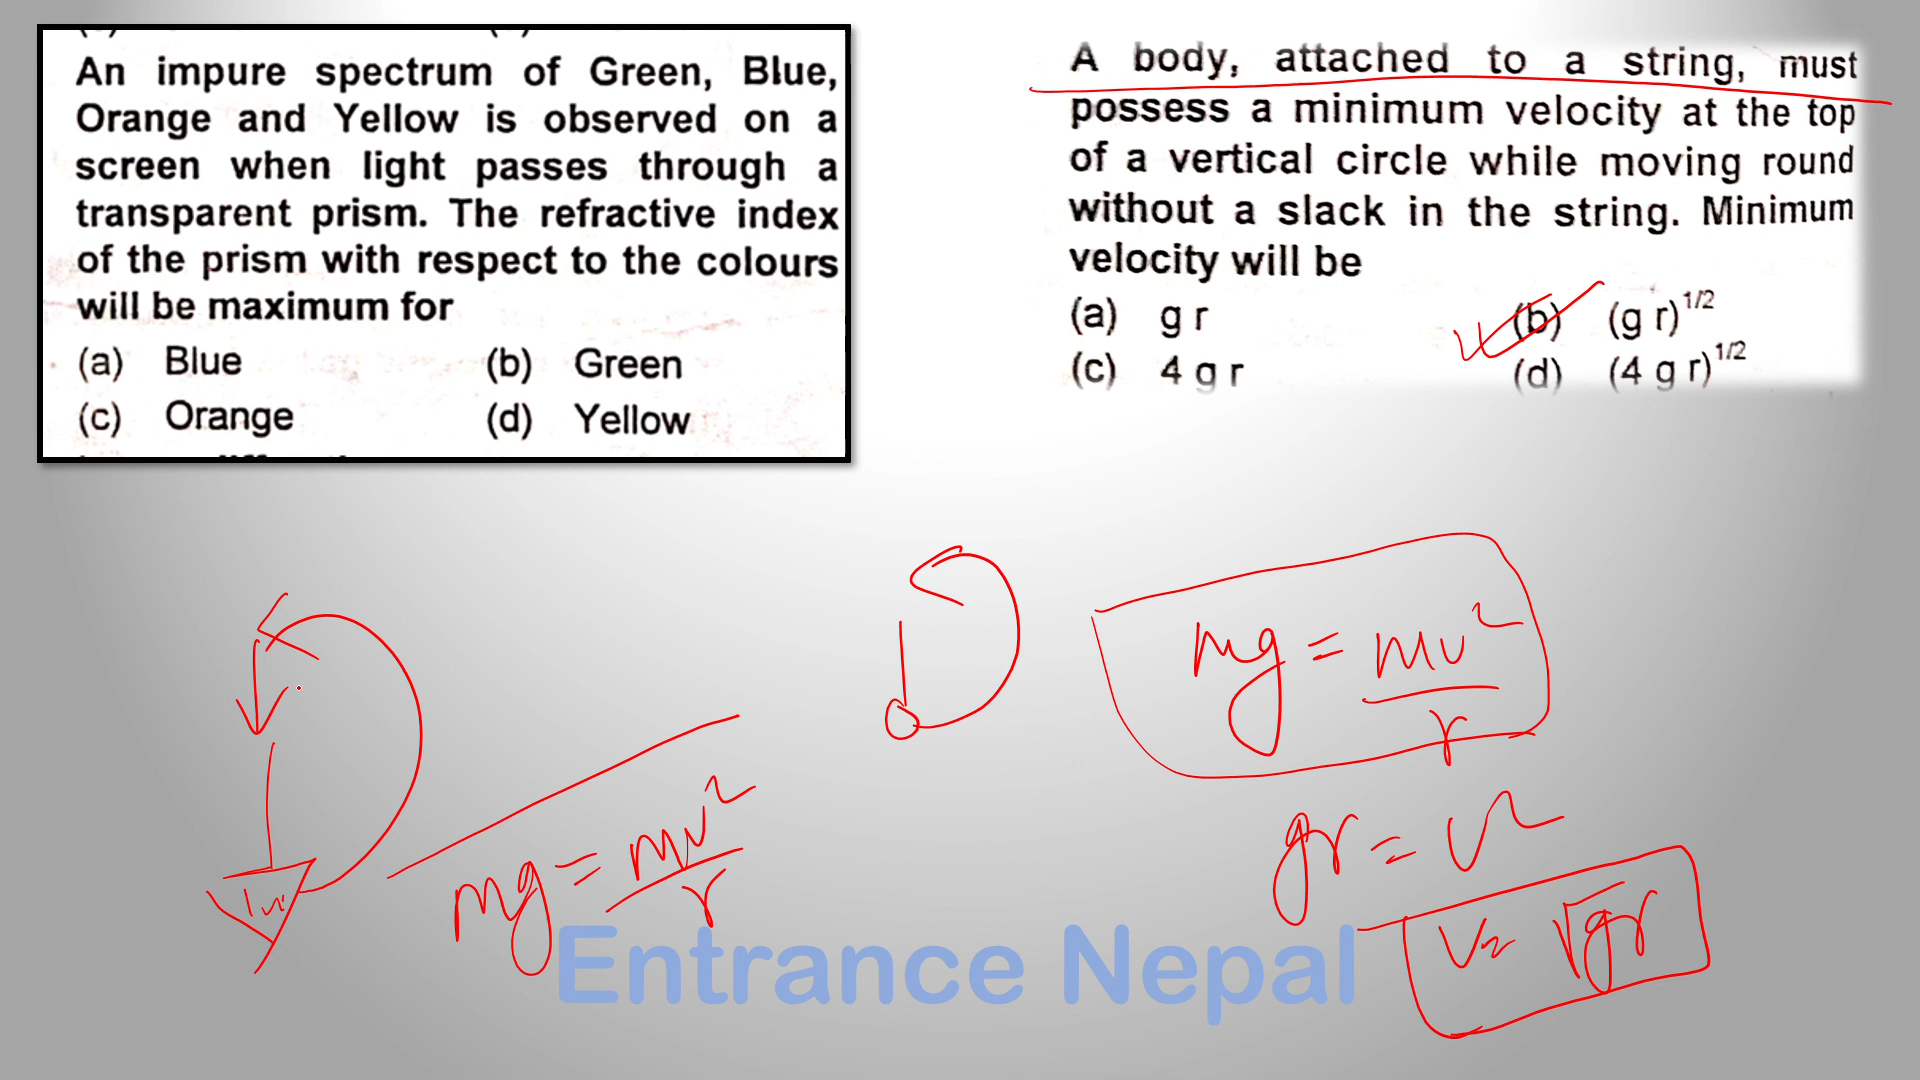 An impure spectrum of Green, Blue,
Orange and Yellow is observed on a
screen when light passes through a
transparent prism. The refractive index
of the prism with respect to the colours
will be maximum for
(a) Blue
(b) Green
(c) Orange
(d) Yellow
A body, attached to a string, must
possess a minimum velocity at the top
of a vertical circle while moving round
without a slack in the string. Minimum
velocity will be
(a) g r
(b) (g r)^1/2
(c) 4 g r
(d) (4 g r)^1/2
mg = mv²
r
mg = mv²
r
gr = v²
v = √gr
Entrance Nepal